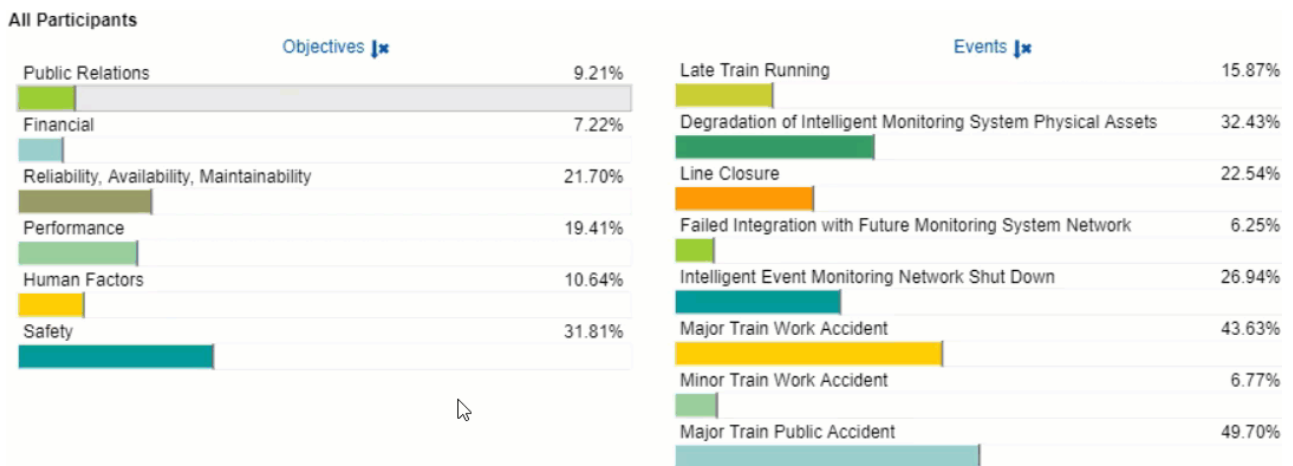 All Participants
Objectives
Public Relations 9.21%
Financial 7.22%
Reliability, Availability, Maintainability 21.70%
Performance 19.41%
Human Factors 10.64%
Safety 31.81%
Events
Late Train Running 15.87%
Degradation of Intelligent Monitoring System Physical Assets 32.43%
Line Closure 22.54%
Failed Integration with Future Monitoring System Network 6.25%
Intelligent Event Monitoring Network Shut Down 26.94%
Major Train Work Accident 43.63%
Minor Train Work Accident 6.77%
Major Train Public Accident 49.70%